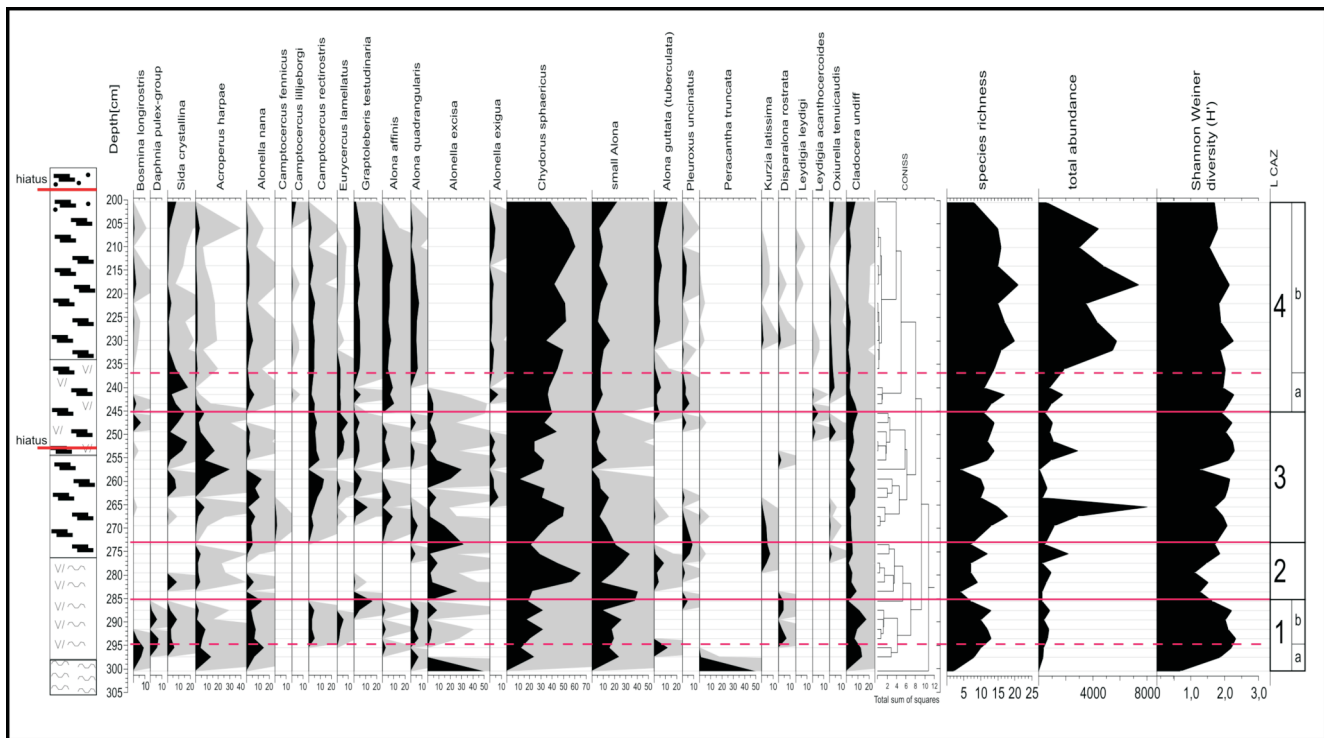 hiatus
hiatus
Depth[cm]
Bosmina longirostris
Daphnia pulex-group
Sida crystallina
Acroperus harpae
Alonella nana
Camptocercus fennicus
Camptocercus lilljeborgi
Camptocercus rectirostris
Eurycercus lamellatus
Graptoleberis testudinaria
Alona affinis
Alona quadrangularis
Alonella excisa
Alonella exigua
Chydorus sphaericus
small Alona
Alona guttata (tuberculata)
Pleuroxus uncinatus
Peracantha truncata
Kurzia latissima
Disparalona rostrata
Leydigia leydigi
Leydigia acanthocercoides
Oxiurella tenuicaudis
Cladocera undiff
CONISS
species richness
total abundance
Shannon Weiner
diversity (H')
L CAZ
200
205
210
214
215
218
221
225
230
235
240
245
250
255
260
265
270
275
280
285
290
295
300
305
4
b
a
3
2
1
b
a
10
10
10 20
10 20 30 40
10 20
10
10
10 20
10
10 20
10 20
10
10 20 30 40 50
10
10 20 30 40 50 60 70
10 20 30 40 50
10 20
10
10 20 30 40 50
10
10
10
10
10
10 20
2 4 6 8 10 12
Total sum of squares
5 10 15 20 25
4000 8000
1,0 2,0 3,0